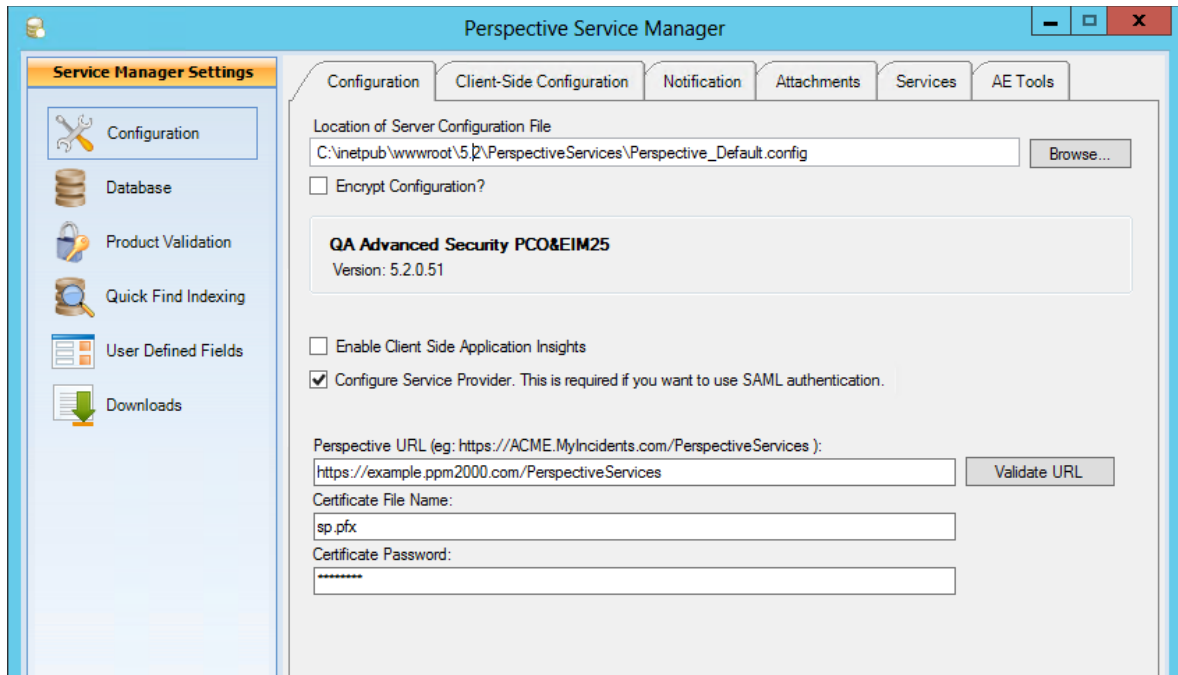 Perspective Service Manager
Service Manager Settings
Configuration
Database
Product Validation
Quick Find Indexing
User Defined Fields
Downloads
Configuration Client-Side Configuration Notification Attachments Services AE Tools
Location of Server Configuration File
C:\inetpub\wwwroot\5.2\PerspectiveServices\Perspective_Default.config Browse...
Encrypt Configuration?
QA Advanced Security PCO&EIM25
Version: 5.2.0.51
Enable Client Side Application Insights
Configure Service Provider. This is required if you want to use SAML authentication.
Perspective URL (eg: https://ACME.MyIncidents.com/PerspectiveServices ):
https://example.ppm2000.com/PerspectiveServices Validate URL
Certificate File Name:
sp.pfx
Certificate Password:
********